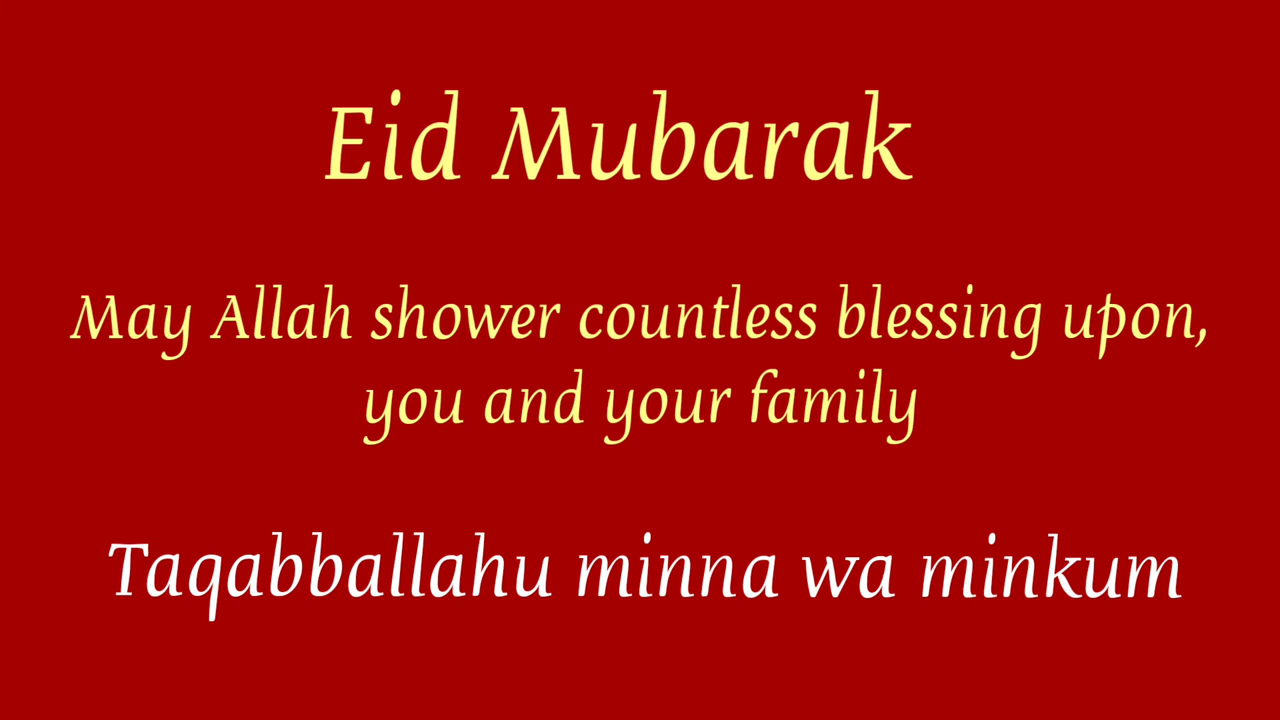 Eid Mubarak
May Allah shower countless blessing upon,
you and your family
Taqabballahu minna wa minkum